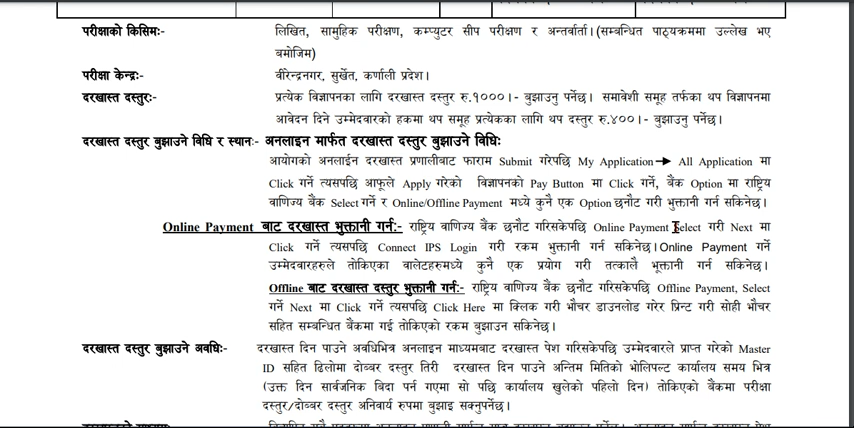 परीक्षाको किसिमः- लिखित, सामुहिक परीक्षण, कम्प्युटर सीप परीक्षण र अन्तर्वार्ता। (सम्बन्धित पाठ्यक्रममा उल्लेख भए
बमोजिम)
परीक्षा केन्द्रः- वीरेन्द्रनगर, सुर्खेत, कर्णाली प्रदेश।
दरखास्त दस्तुरः- प्रत्येक विज्ञापनका लागि दरखास्त दस्तुर रु.१०००।- बुझाउनु पर्नेछ। समावेशी समूह तर्फका थप विज्ञापनमा
आवेदन दिने उम्मेदवारको हकमा थप समूह प्रत्येकका लागि थप दस्तुर रु.४००।- बुझाउनु पर्नेछ।
दरखास्त दस्तुर बुझाउने विधि र स्थानः- अनलाइन मार्फत दरखास्त दस्तुर बुझाउने विधिः
आयोगको अनलाईन दरखास्त प्रणालीबाट फाराम Submit गरेपछि My Application→ All Application मा
Click गर्ने त्यसपछि आफूले Apply गरेको विज्ञापनको Pay Button मा Click गर्ने, बैंक Option मा राष्ट्रिय
वाणिज्य बैंक Select गर्ने र Online/Offline Payment मध्ये कुनै एक Option छनौट गरी भुक्तानी गर्न सकिनेछ।
Online Payment बाट दरखास्त भुक्तानी गर्नः- राष्ट्रिय वाणिज्य बैंक छनौट गरिसकेपछि Online Payment Select गरी Next मा
Click गर्ने त्यसपछि Connect IPS Login गरी रकम भुक्तानी गर्न सकिनेछ। Online Payment गर्ने
उम्मेदवारहरुले तोकिएका वालेटहरुमध्ये कुनै एक प्रयोग गरी तत्कालै भूक्तानी गर्न सकिनेछ।
Offline बाट दरखास्त दस्तुर भुक्तानी गर्नः- राष्ट्रिय वाणिज्य बैंक छनौट गरिसकेपछि Offline Payment, Select
गर्ने Next मा Click गर्ने त्यसपछि Click Here मा क्लिक गरी भौचर डाउनलोड गरेर प्रिन्ट गरी सोही भौचर
सहित सम्बन्धित बैंकमा गई तोकिएको रकम बुझाउन सकिनेछ।
दरखास्त दस्तुर बुझाउने अवधिः- दरखास्त दिन पाउने अवधिभित्र अनलाइन माध्यमबाट दरखास्त पेश गरिसकेपछि उम्मेदवारले प्राप्त गरेको Master
ID सहित ढिलोमा दोब्बर दस्तुर तिरी दरखास्त दिन पाउने अन्तिम मितिको भोलिपल्ट कार्यालय समय भित्र
(उक्त दिन सार्वजनिक विदा पर्न गएमा सो पछि कार्यालय खुलेको पहिलो दिन) तोकिएको बैंकमा परीक्षा
दस्तुर/दोब्बर दस्तुर अनिवार्य रुपमा बुझाइ सक्नुपर्नेछ।